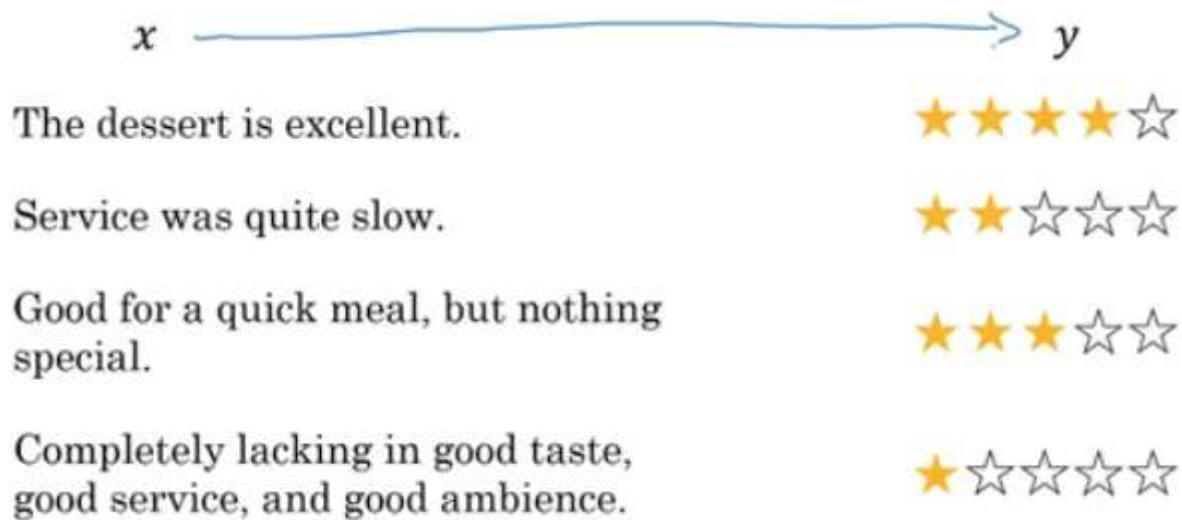 x y
The dessert is excellent.
Service was quite slow.
Good for a quick meal, but nothing
special.
Completely lacking in good taste,
good service, and good ambience.